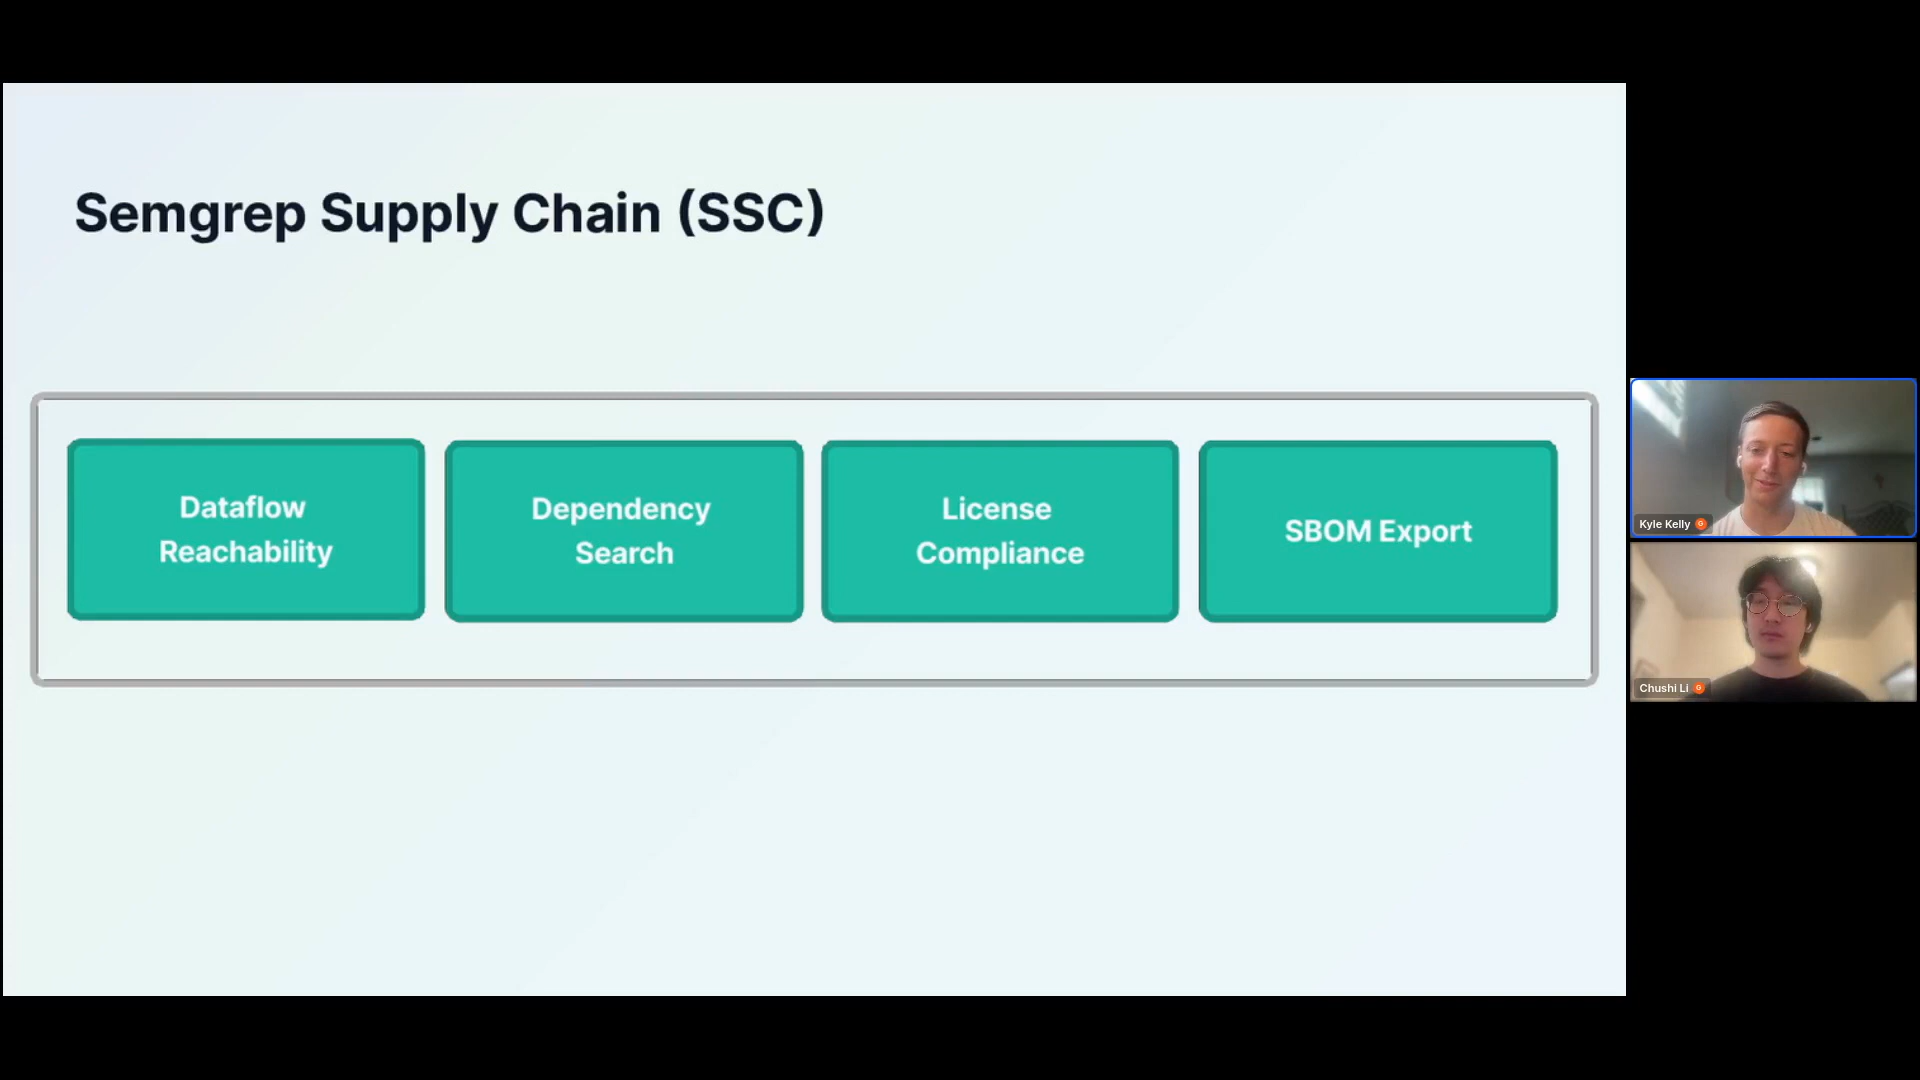 Semgrep Supply Chain (SSC)
Dataflow
Reachability
Dependency
Search
License
Compliance
SBOM Export
Kyle Kelly
Chushi Li